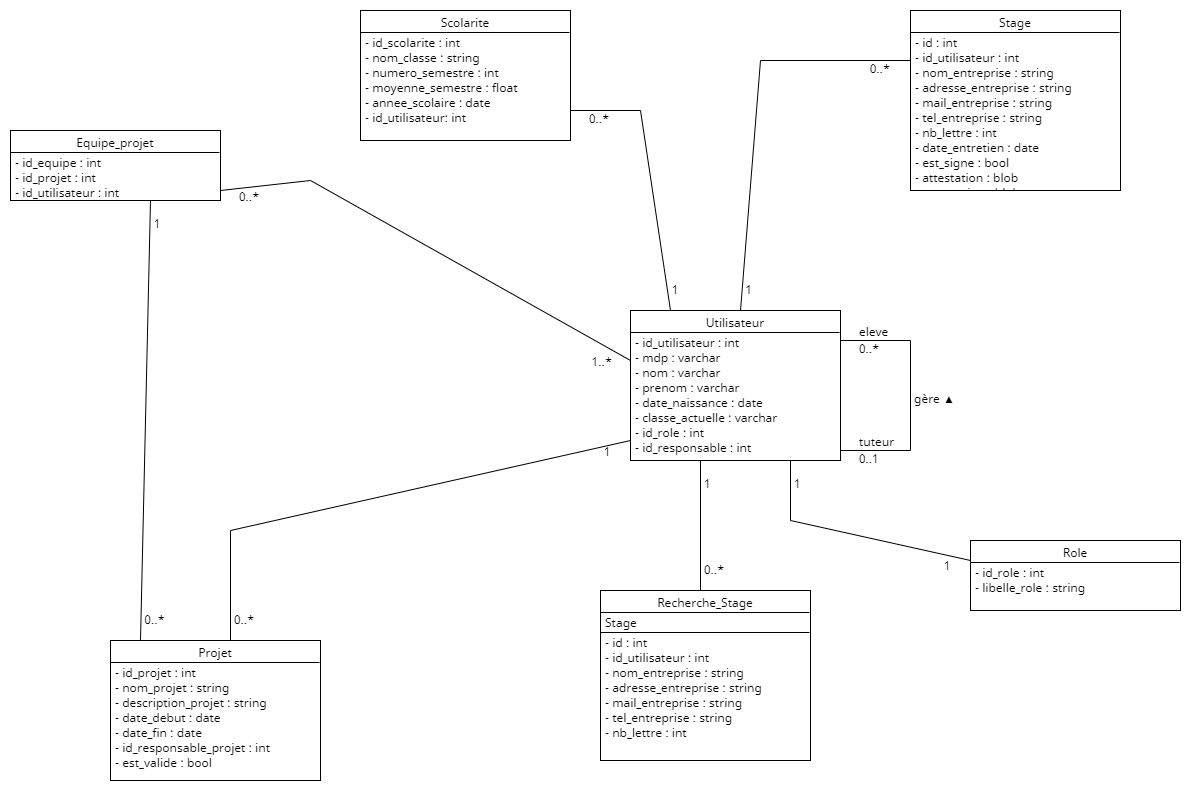 Scolarite
- id_scolarite : int
- nom_classe : string
- numero_semestre : int
- moyenne_semestre : float
- annee_scolaire : date
- id_utilisateur: int
0..*
1
Stage
- id : int
- id_utilisateur : int
- nom_entreprise : string
- adresse_entreprise : string
- mail_entreprise : string
- tel_entreprise : string
- nb_lettre : int
- date_entretien : date
- est_signe : bool
- attestation : blob
0..*
1
Equipe_projet
- id_equipe : int
- id_projet : int
- id_utilisateur : int
0..*
1..*
1
0..*
Utilisateur
- id_utilisateur : int
- mdp : varchar
- nom : varchar
- prenom : varchar
- date_naissance : date
- classe_actuelle : varchar
- id_role : int
- id_responsable : int
eleve
0..*
gère ▲
tuteur
0..1
1
0..*
1
0..*
1
1
Role
- id_role : int
- libelle_role : string
Recherche_Stage
Stage
- id : int
- id_utilisateur : int
- nom_entreprise : string
- adresse_entreprise : string
- mail_entreprise : string
- tel_entreprise : string
- nb_lettre : int
Projet
- id_projet : int
- nom_projet : string
- description_projet : string
- date_debut : date
- date_fin : date
- id_responsable_projet : int
- est_valide : bool